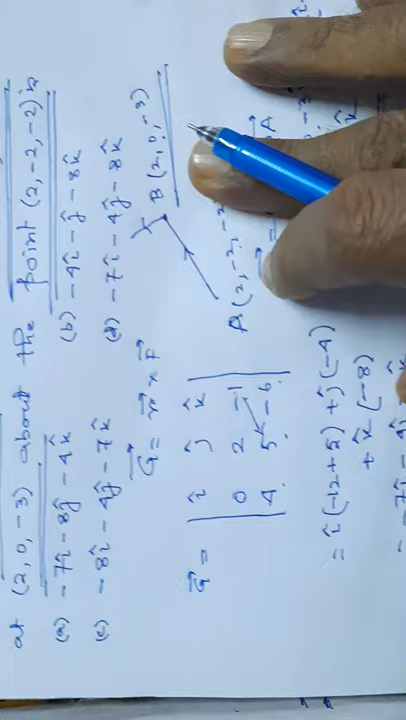 at (2, 0, -3) about the point (2, -2, -2) is
(a) -7î - 8ĵ - 4k̂ (b) -4î - ĵ - 8k̂
(c) -8î - 4ĵ - 7k̂ (d) -7î - 4ĵ - 8k̂
G⃗ = r⃗ × F⃗
B (2, 0, -3)
A (2, -2, -2
G⃗ = | î ĵ k̂ |
0 2 -1
4 5 -6
A⃗
= î (-12 + 5) + ĵ (-4)
+ k̂ (-8)
= -7î - 4ĵ